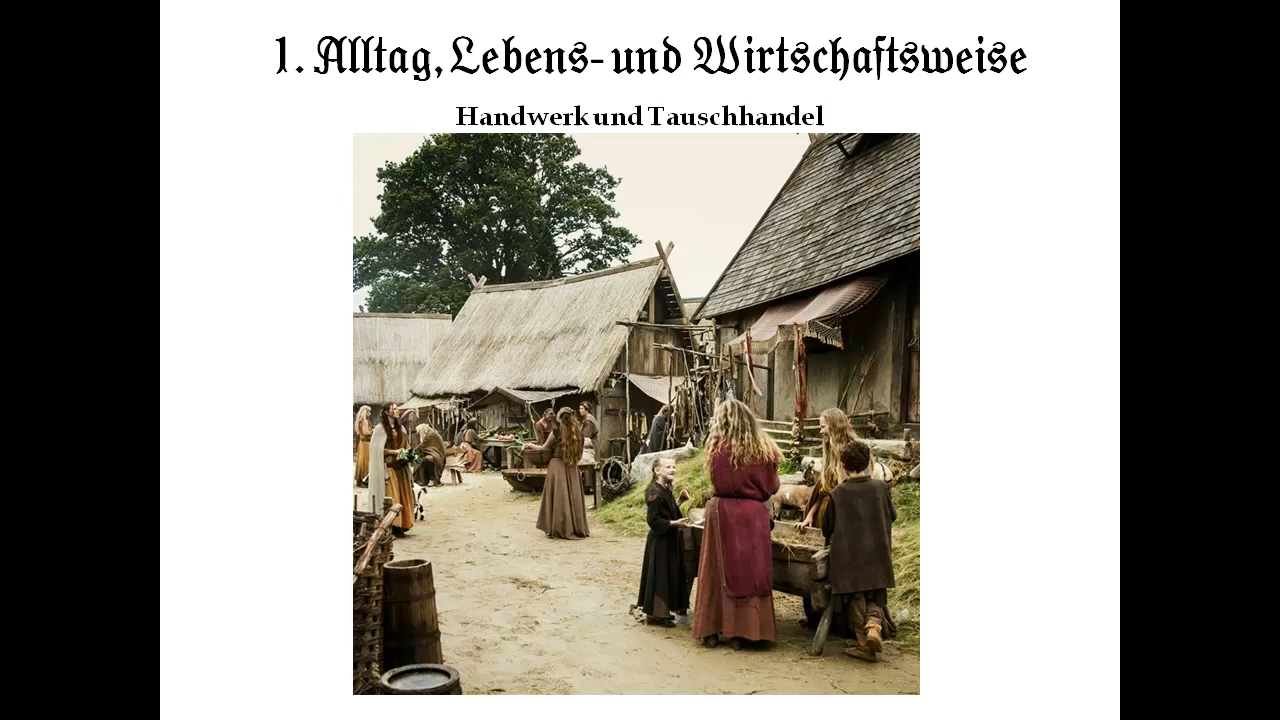 1. Alltag, Lebens- und Wirtschaftsweise
Handwerk und Tauschhandel